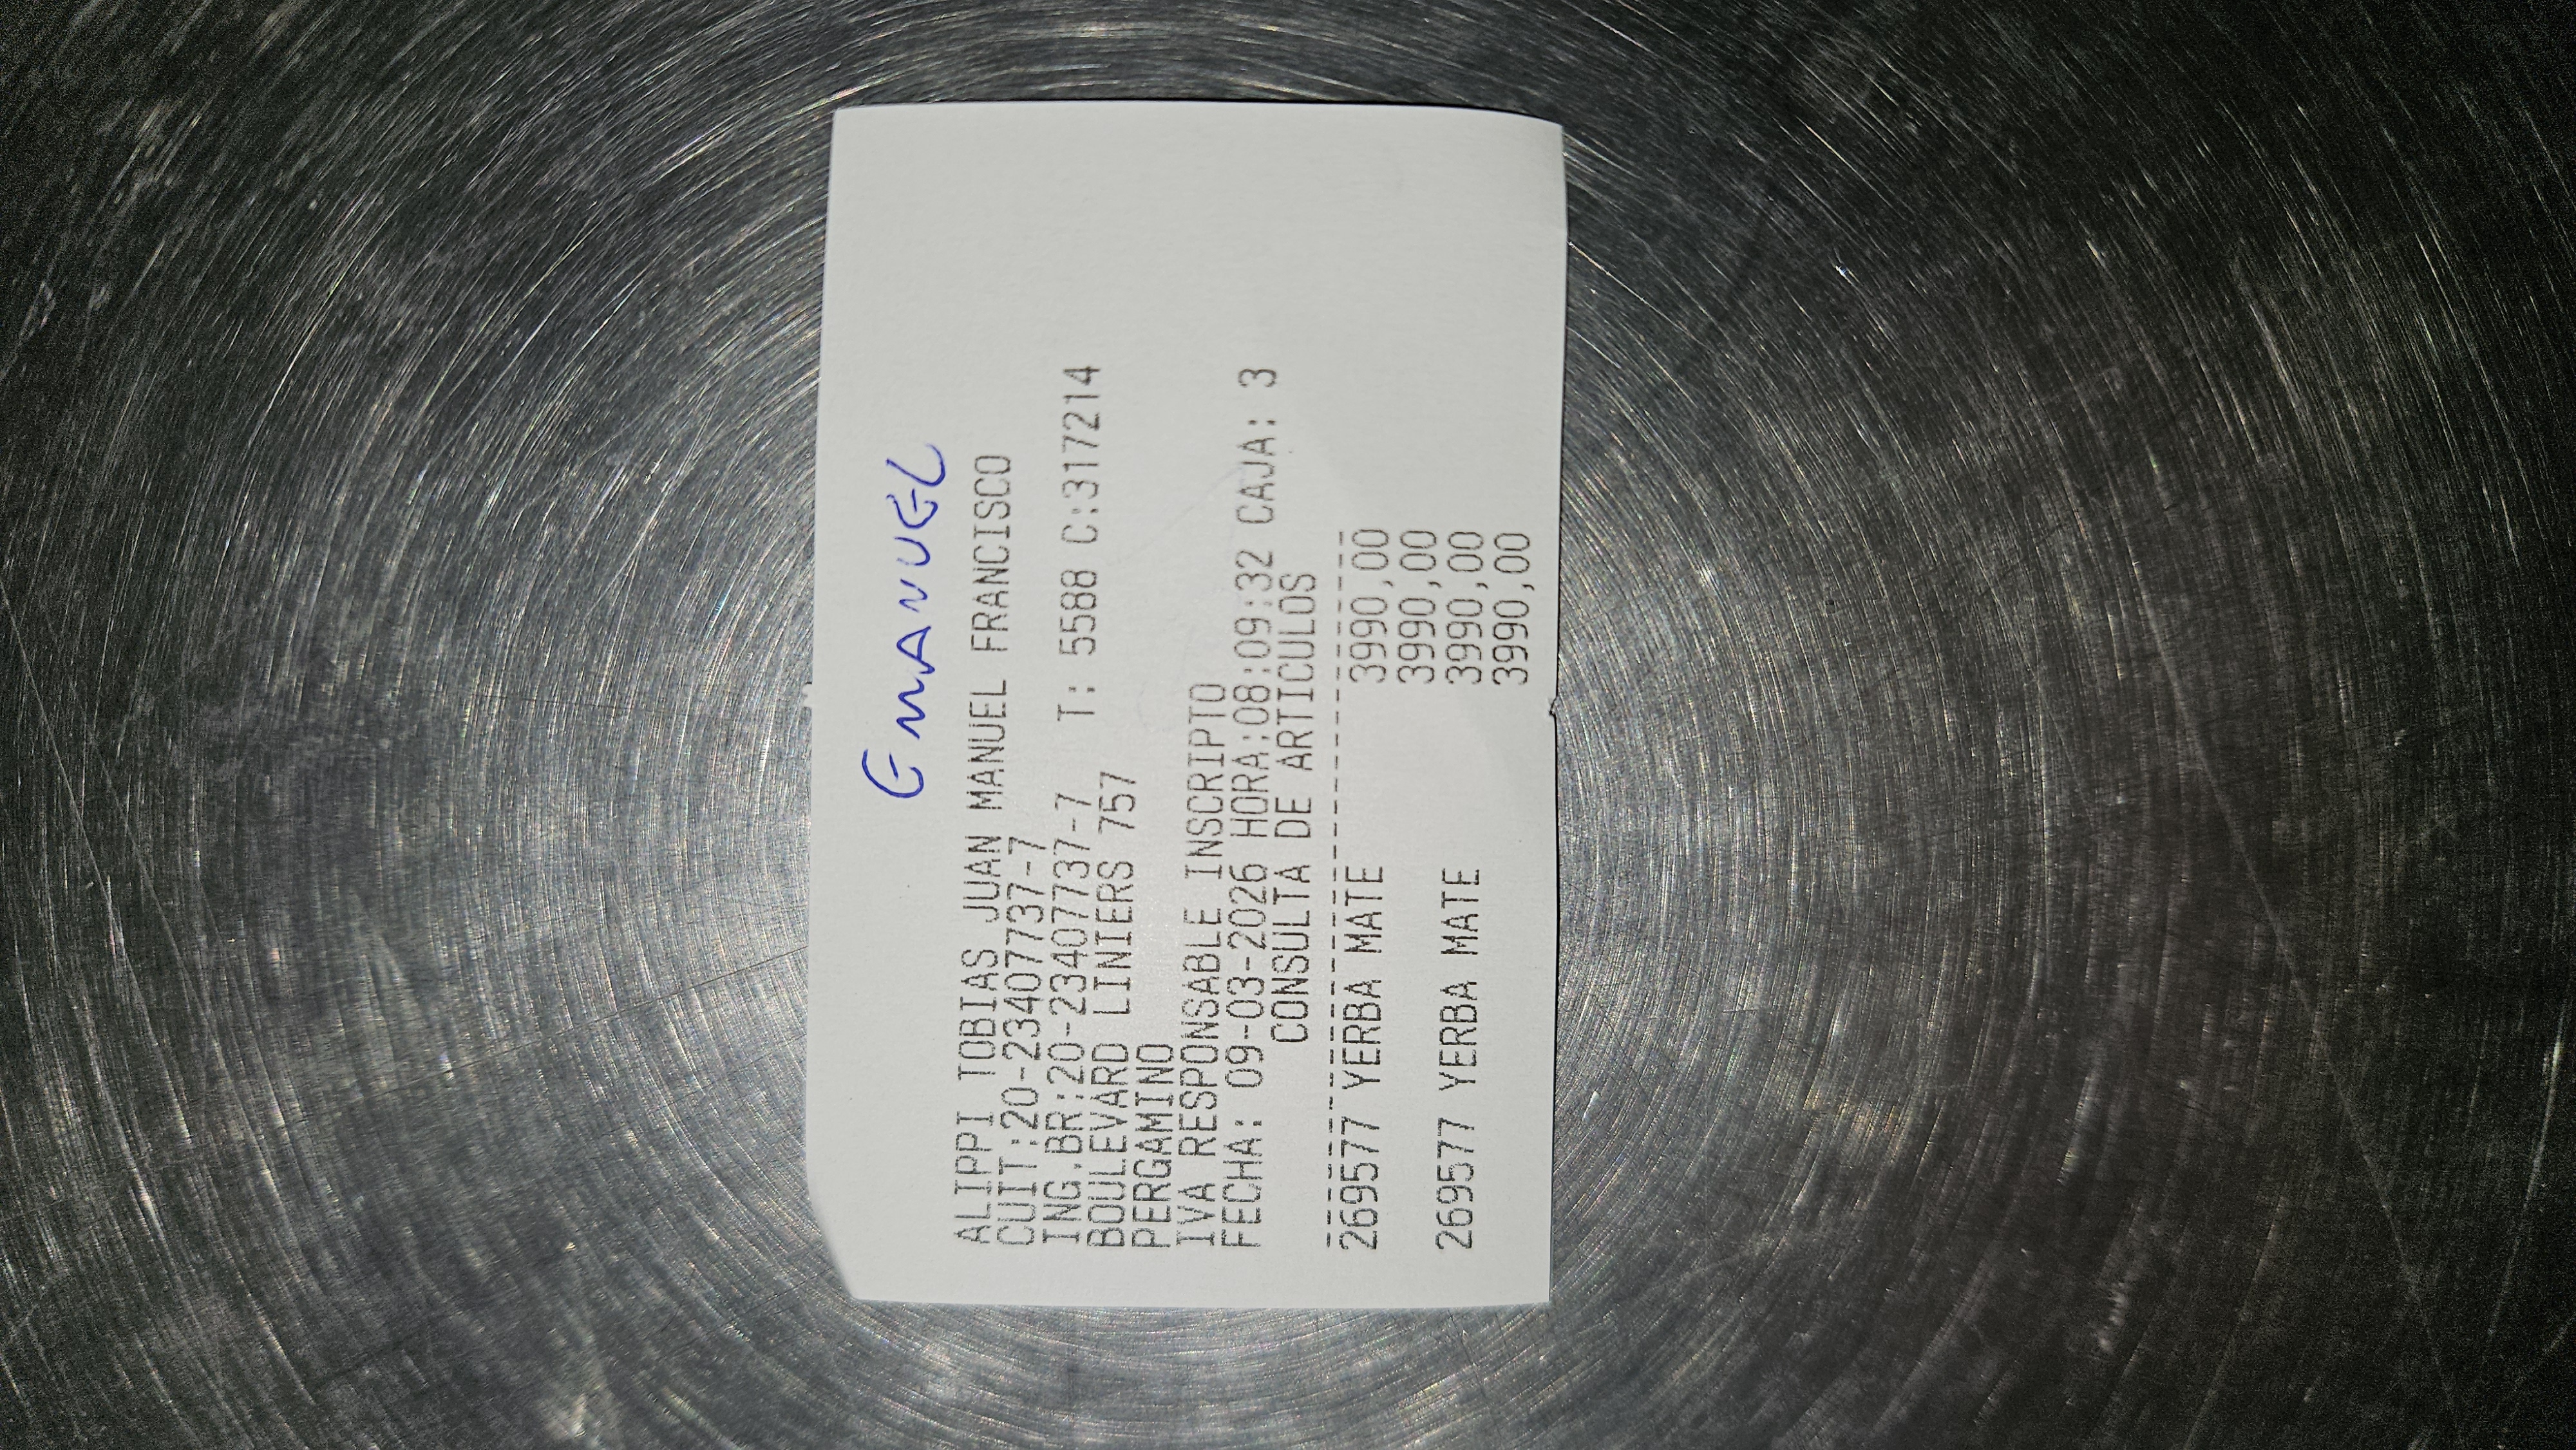 EMANUEL
ALIPPI TOBIAS JUAN MANUEL FRANCISCO
CUIT:20-23407737-7
ING.BR:20-23407737-7 T: 5588 C:317214
BOULEVARD LINIERS 757
PERGAMINO
IVA RESPONSABLE INSCRIPTO
FECHA: 09-03-2026 HORA:08:09:32 CAJA: 3
CONSULTA DE ARTICULOS
----------------------------------------
269577 YERBA MATE 3990,00
3990,00
269577 YERBA MATE 3990,00
3990,00